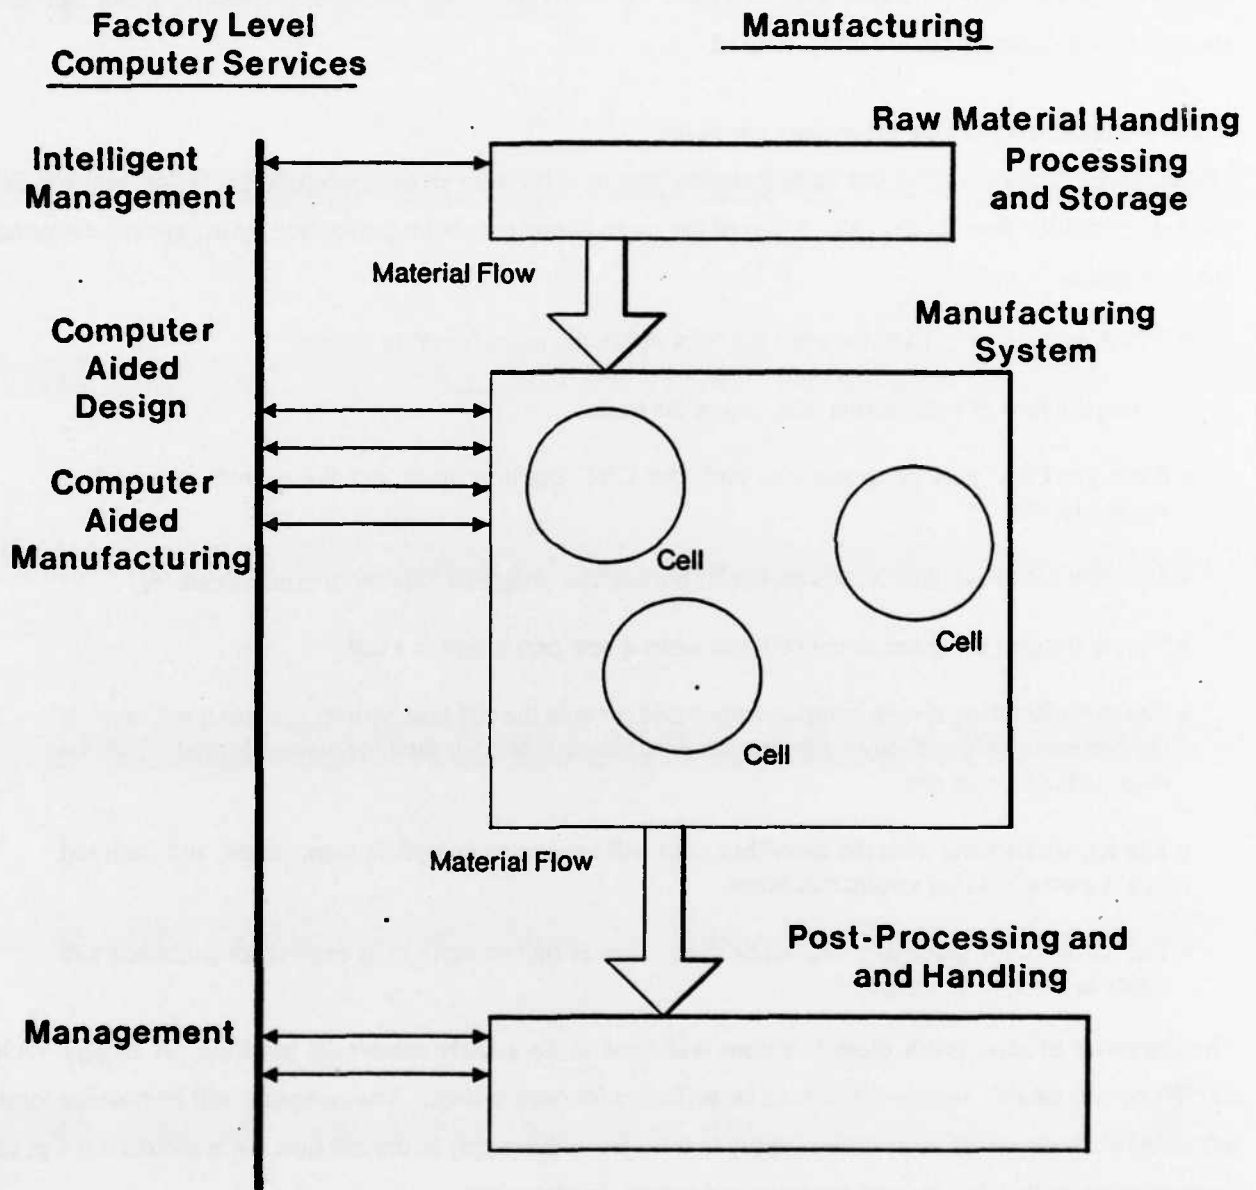 Factory Level
Computer Services
Manufacturing
Raw Material Handling
Processing
and Storage
Intelligent
Management
Material Flow
Manufacturing
System
Computer
Aided
Design
Computer
Aided
Manufacturing
Cell
Cell
Cell
Material Flow
Post-Processing and
and Handling
Management